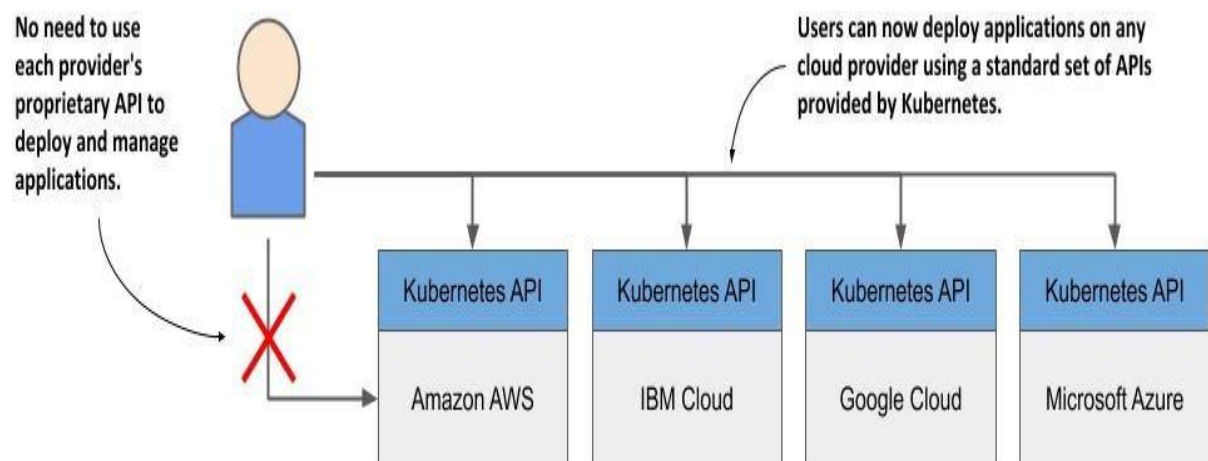 No need to use
each provider's
proprietary API to
deploy and manage
applications.
Users can now deploy applications on any
cloud provider using a standard set of APIs
provided by Kubernetes.
Kubernetes API
Kubernetes API
Kubernetes API
Kubernetes API
Amazon AWS
IBM Cloud
Google Cloud
Microsoft Azure